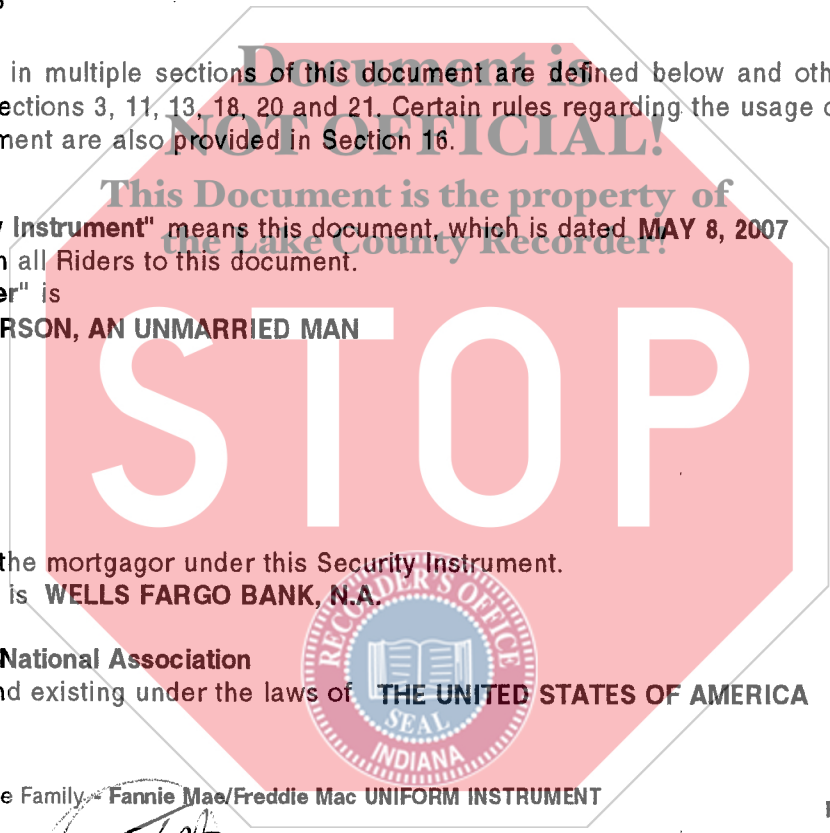 Document is
in multiple sections of this document are defined below and oth
ections 3, 11, 13, 18, 20 and 21. Certain rules regarding the usage o
NOT OFFICIAL!
ment are also provided in Section 16.
This Document is the property of
Instrument" means this document, which is dated MAY 8, 2007
the Lake County Recorder!
all Riders to this document.
er" is
RSON, AN UNMARRIED MAN
STOP
the mortgagor under this Security Instrument.
is WELLS FARGO BANK, N.A.
RECORDER'S OFFICE
National Association
nd existing under the laws of THE UNITED STATES OF AMERICA
SEAL
INDIANA
e Family - Fannie Mae/Freddie Mac UNIFORM INSTRUMENT